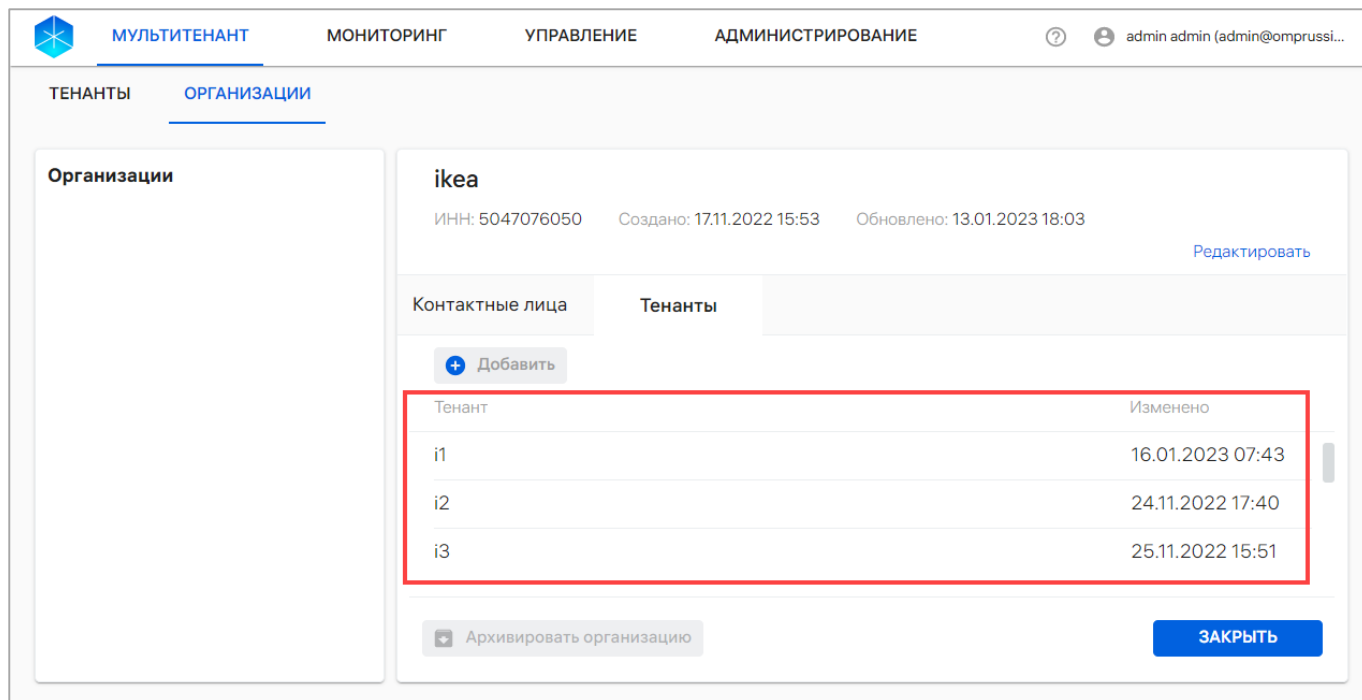 МУЛЬТИТЕНАНТ МОНИТОРИНГ УПРАВЛЕНИЕ АДМИНИСТРИРОВАНИЕ admin admin (admin@omprussi...
ТЕНАНТЫ ОРГАНИЗАЦИИ
Организации
ikea
ИНН: 5047076050 Создано: 17.11.2022 15:53 Обновлено: 13.01.2023 18:03
Редактировать
Контактные лица Тенанты
Добавить
Тенант Изменено
i1 16.01.2023 07:43
i2 24.11.2022 17:40
i3 25.11.2022 15:51
Архивировать организацию ЗАКРЫТЬ